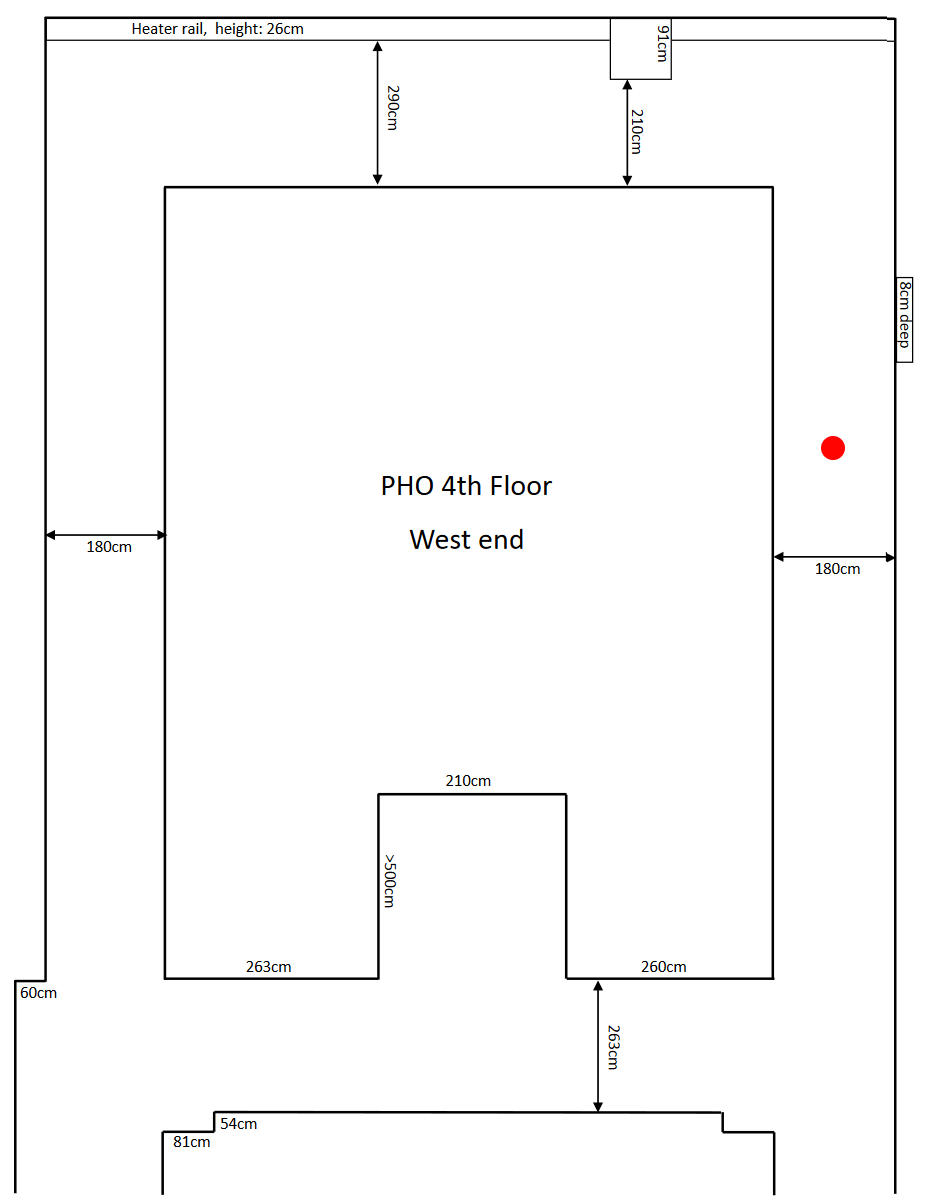 Heater rail,  height: 26cm
91cm
290cm
210cm
8cm deep
PHO 4th Floor
West end
180cm
180cm
210cm
>500cm
263cm
260cm
60cm
263cm
54cm
81cm